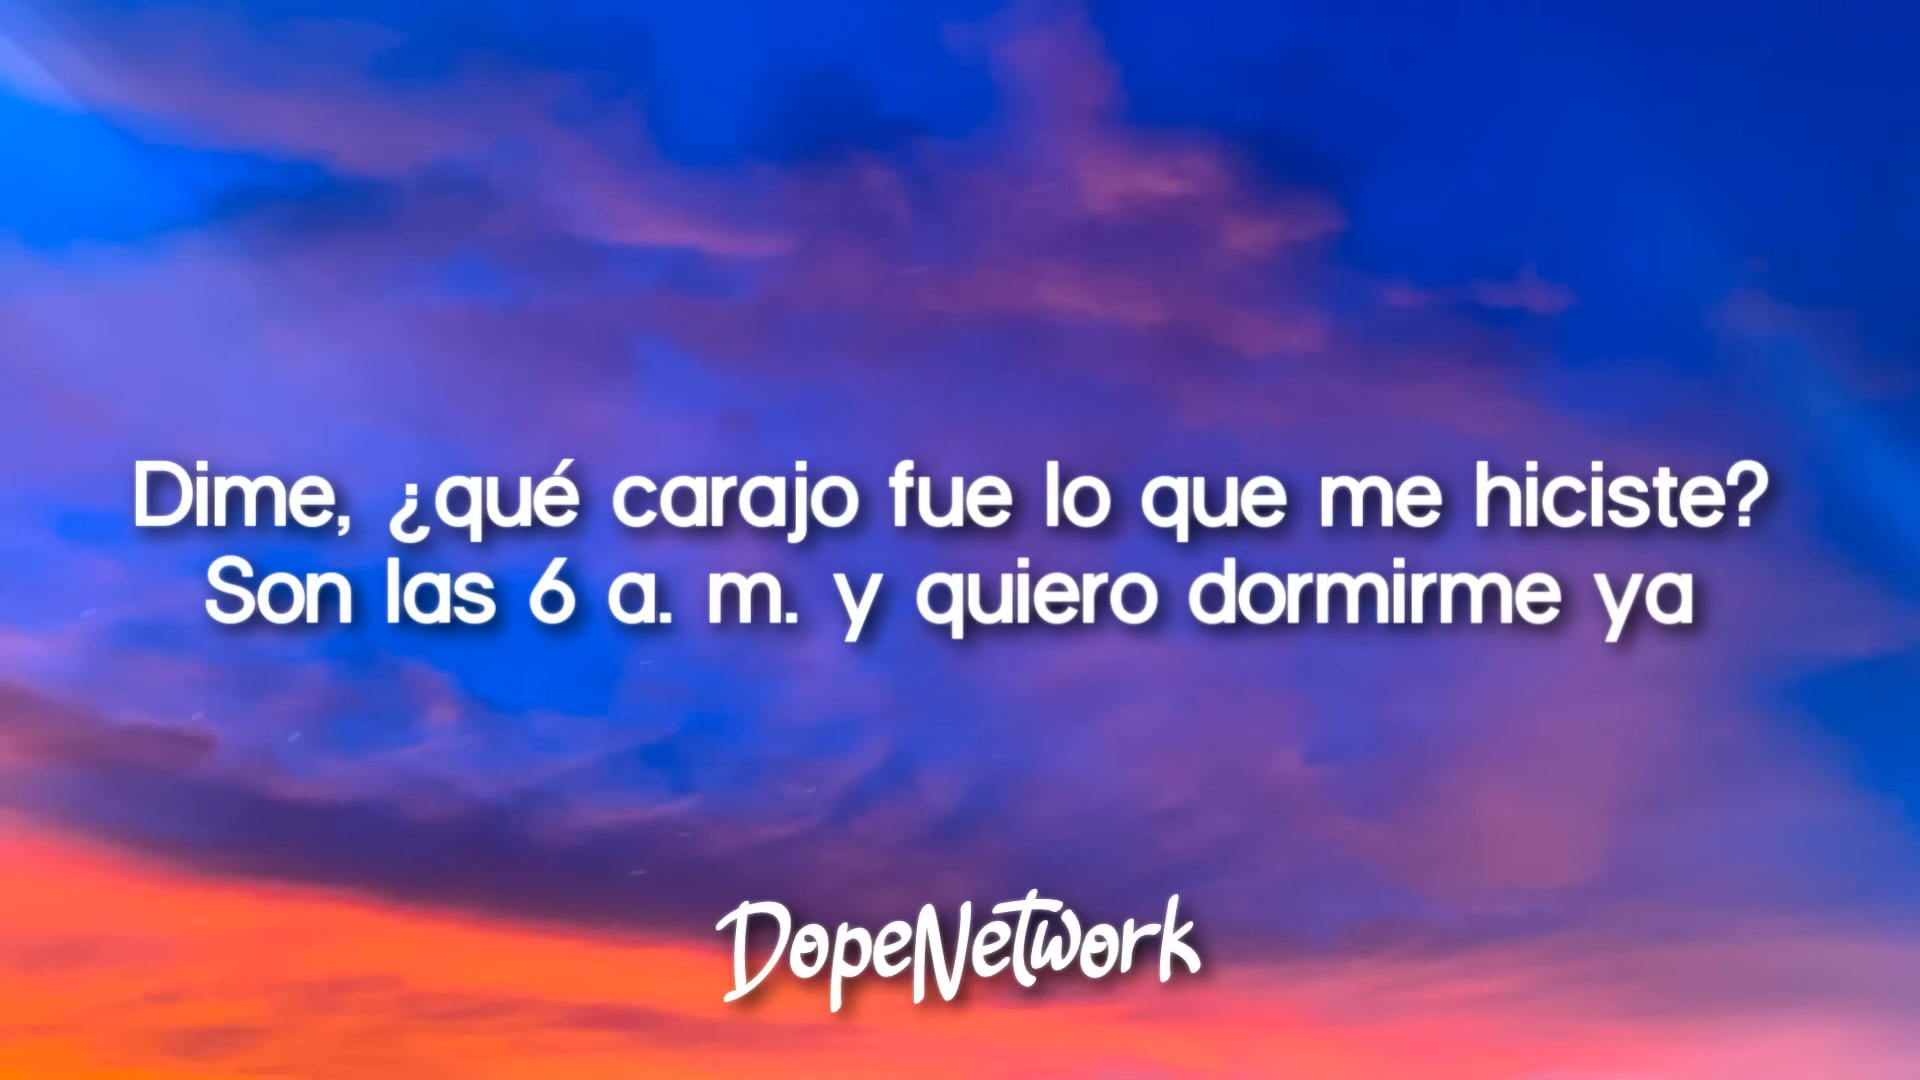 Dime, ¿qué carajo fue lo que me hiciste?
Son las 6 a. m. y quiero dormirme ya
DopeNetwork